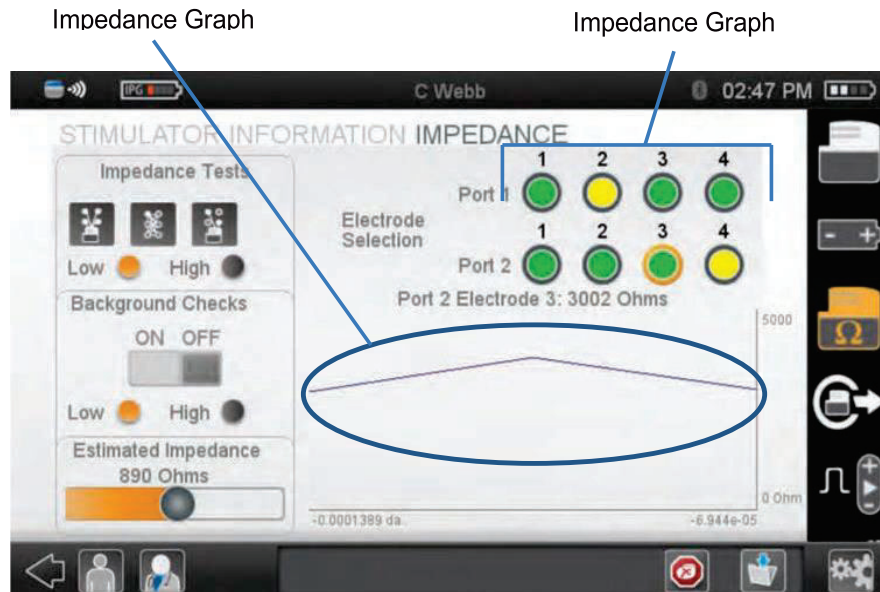 Impedance Graph
Impedance Graph
IPG
C Webb
02:47 PM
STIMULATOR INFORMATION IMPEDANCE
Impedance Tests
Low High
Background Checks
ON OFF
Low High
Estimated Impedance
890 Ohms
Electrode
Selection
1 2 3 4
Port 1
1 2 3 4
Port 2
Port 2 Electrode 3: 3002 Ohms
5000
0 Ohm
-0.0001389 da
-6.944e-05
- +
Ω
+
-